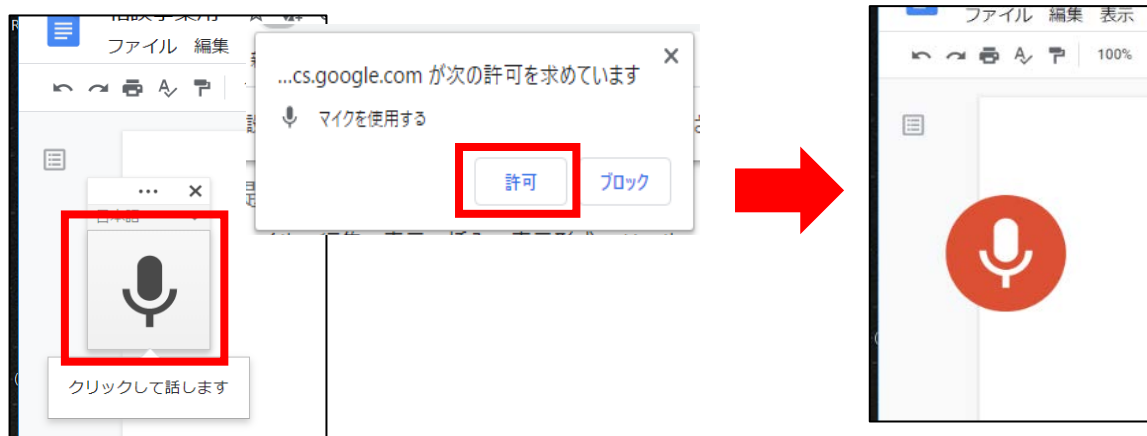 ファイル 編集
日本語
クリックして話します
...cs.google.com が次の許可を求めています
マイクを使用する
許可 ブロック
ファイル 編集 表示
100%